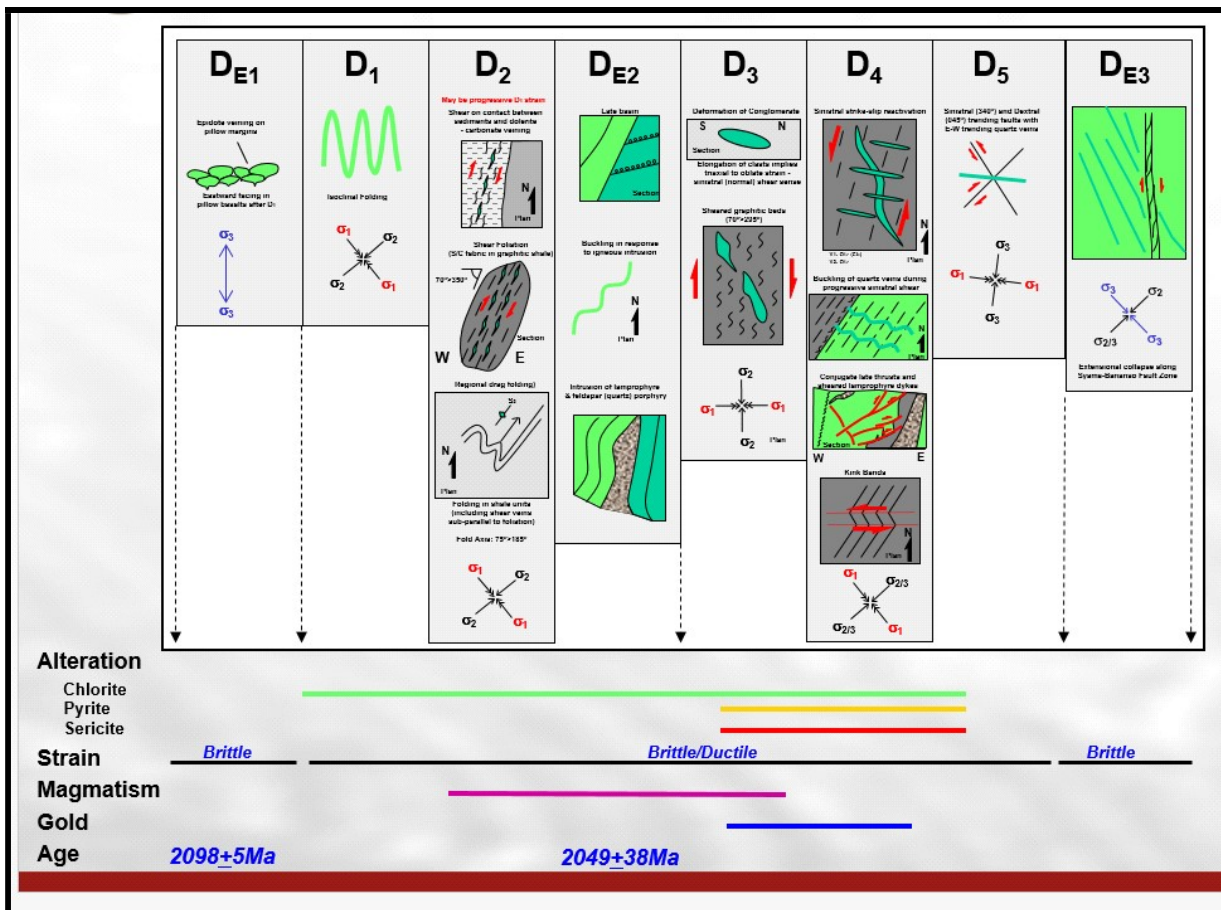 DE1
Epidote veining on
pillow margins
Eastward facing in
pillow basalts after D1
σ3
σ3
D1
Isoclinal Folding
σ1
σ2
σ2
σ1
D2
May be progressive D1 strain
Shear on contact between
sediments and dolerite
- carbonate veining
N
Plan
Shear Foliation
(S/C fabric in graphitic shale)
70°>350°
Section
W
E
Regional drag folding)
N
Plan
Folding in shale units
(including shear veins
sub-parallel to foliation)
Fold Axis: 75°>185°
σ1
σ2
σ2
σ1
DE2
Late basin
Section
Buckling in response
to igneous intrusion
N
Plan
Intrusion of lamprophyre
& feldspar (quartz) porphyry
D3
Deformation of Conglomerate
S
N
Section
Elongation of clasts implies
triaxial to oblate strain -
sinistral (normal) shear sense
Sheared graphitic beds
(70°>285°)
σ2
σ1
σ1
σ2
Plan
D4
Sinistral strike-slip reactivation
N
Plan
Buckling of quartz veins during
progressive sinistral shear
N
Plan
Conjugate late thrusts and
sheared lamprophyre dykes
Section
W
E
Kink Bands
N
Plan
σ1
σ2/3
σ2/3
σ1
D5
Sinistral (340°) and Dextral
(045°) trending faults with
E-W trending quartz veins
σ3
σ1
σ1
σ3
DE3
σ3
σ2
σ2/3
σ3
Extensional collapse along
Syama-Bananso Fault Zone
Alteration
Chlorite
Pyrite
Sericite
Strain
Brittle
Brittle/Ductile
Brittle
Magmatism
Gold
Age
2098±5Ma
2049±38Ma